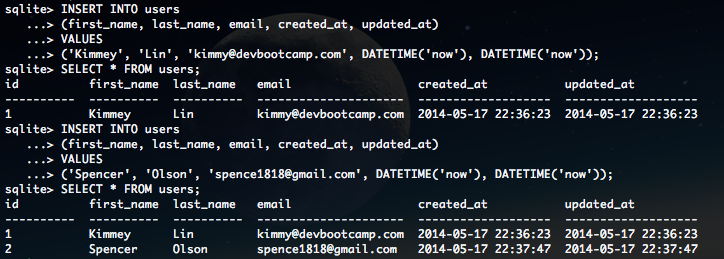 sqlite> INSERT INTO users
   ...> (first_name, last_name, email, created_at, updated_at)
   ...> VALUES
   ...> ('Kimmey', 'Lin', 'kimmy@devbootcamp.com', DATETIME('now'), DATETIME('now'));
sqlite> SELECT * FROM users;
id          first_name  last_name   email                  created_at           updated_at
----------  ----------  ----------  ---------------------  -------------------  -------------------
1           Kimmey      Lin         kimmy@devbootcamp.com  2014-05-17 22:36:23  2014-05-17 22:36:23
sqlite> INSERT INTO users
   ...> (first_name, last_name, email, created_at, updated_at)
   ...> VALUES
   ...> ('Spencer', 'Olson', 'spence1818@gmail.com', DATETIME('now'), DATETIME('now'));
sqlite> SELECT * FROM users;
id          first_name  last_name   email                  created_at           updated_at
----------  ----------  ----------  ---------------------  -------------------  -------------------
1           Kimmey      Lin         kimmy@devbootcamp.com  2014-05-17 22:36:23  2014-05-17 22:36:23
2           Spencer     Olson       spence1818@gmail.com   2014-05-17 22:37:47  2014-05-17 22:37:47